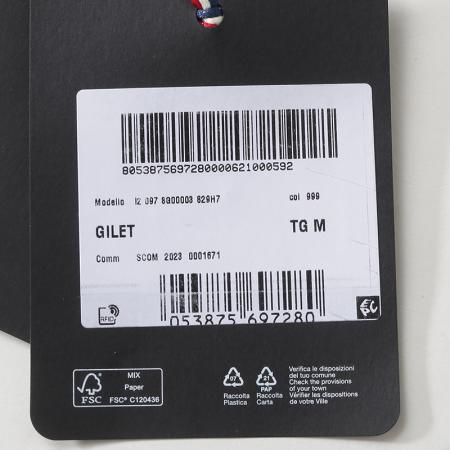 8053875697280000621000592
Modello I2 097 8G00003 829H7 col 999
GILET TG M
Comm SCOM 2023 0001671
053875 697280
RFID
FSC
MIX
Paper
FSC® C120436
07
Raccolta
Plastica
21
PAP
Raccolta
Carta
Verifica le disposizioni
del tuo comune
Check the provisions
of your town
Vérifier les dispositions
de votre Ville